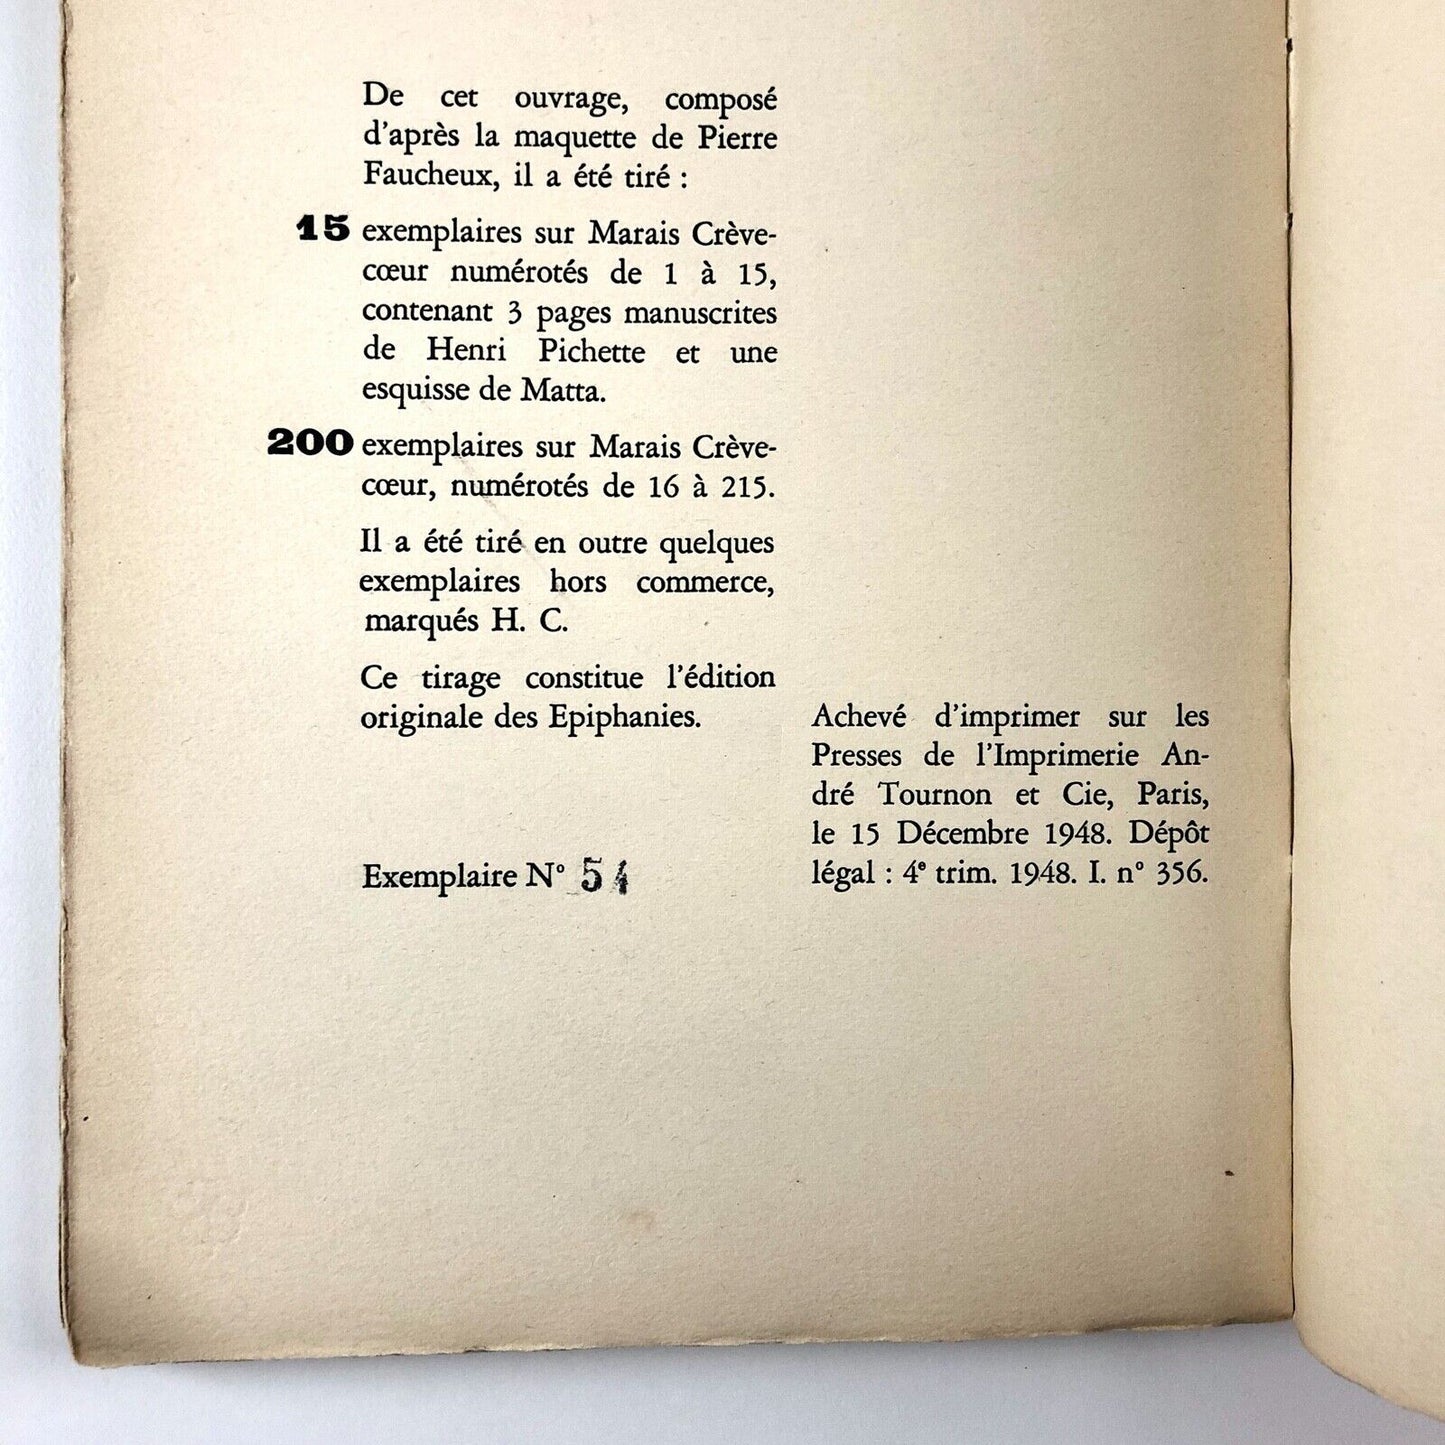 De cet ouvrage, composé
d'après la maquette de Pierre
Faucheux, il a été tiré :
15 exemplaires sur Marais Crève-
cœur numérotés de 1 à 15,
contenant 3 pages manuscrites
de Henri Pichette et une
esquisse de Matta.
200 exemplaires sur Marais Crève-
cœur, numérotés de 16 à 215.
Il a été tiré en outre quelques
exemplaires hors commerce,
marqués H. C.
Ce tirage constitue l'édition
originale des Epiphanies.
Exemplaire N° 54
Achevé d'imprimer sur les
Presses de l'Imprimerie An-
dré Tournon et Cie, Paris,
le 15 Décembre 1948. Dépôt
légal : 4e trim. 1948. I. n° 356.